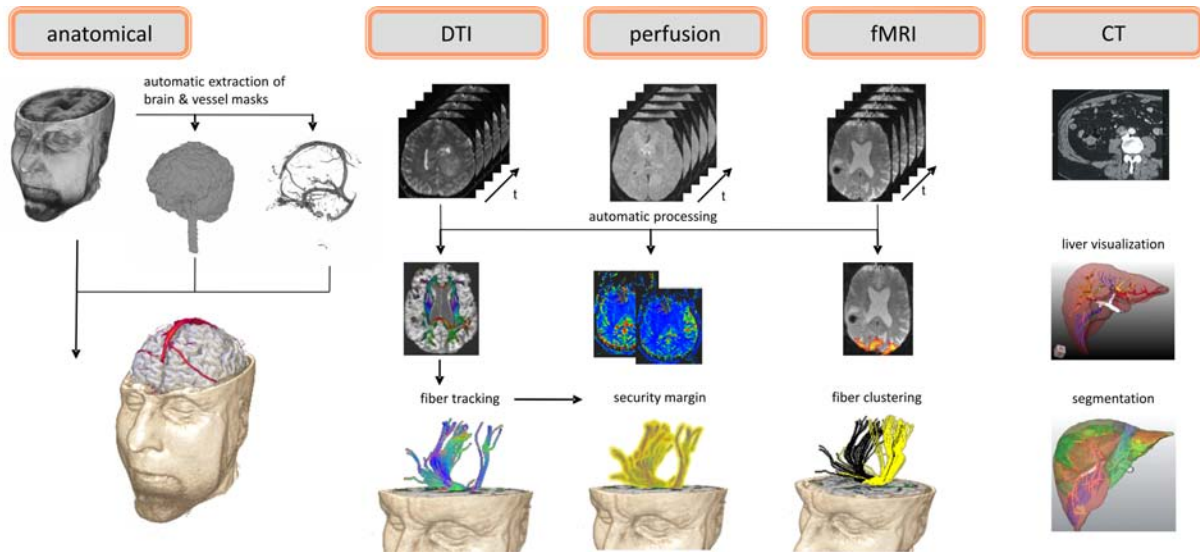 anatomical
DTI
perfusion
fMRI
CT
automatic extraction of
brain & vessel masks
t
t
t
automatic processing
liver visualization
fiber tracking
security margin
fiber clustering
segmentation